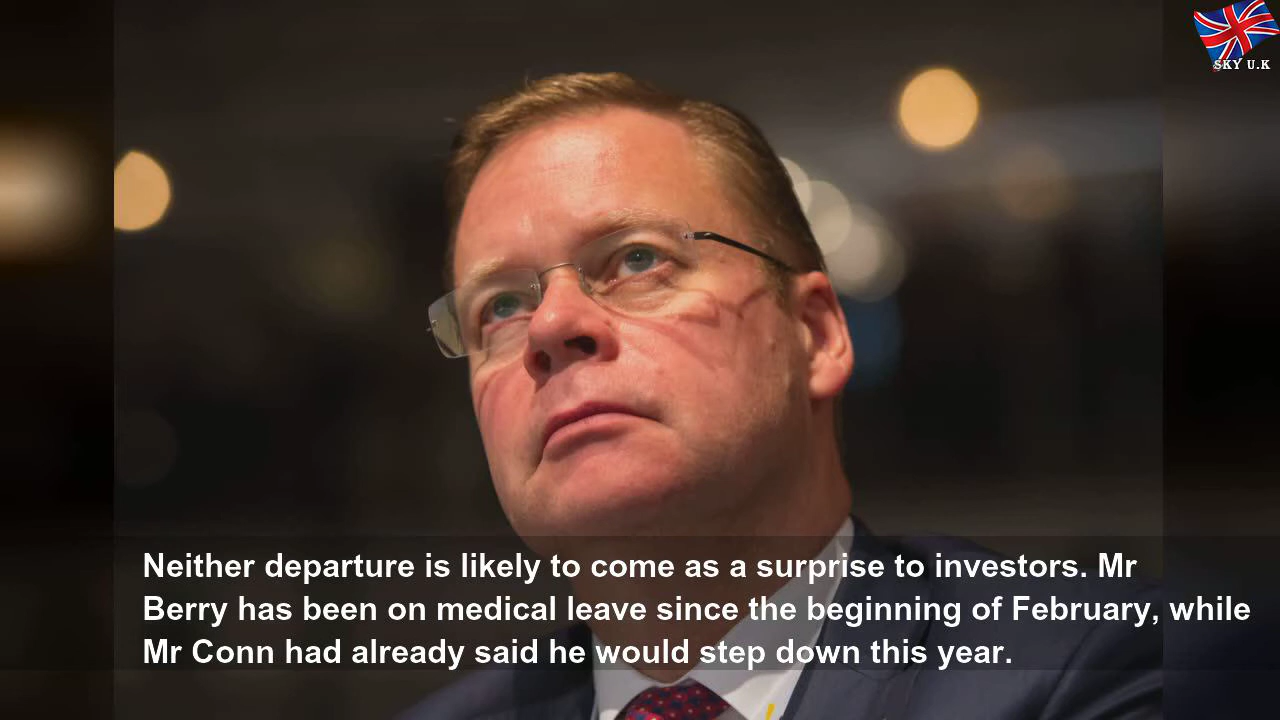 SKY U.K
Neither departure is likely to come as a surprise to investors. Mr
Berry has been on medical leave since the beginning of February, while
Mr Conn had already said he would step down this year.